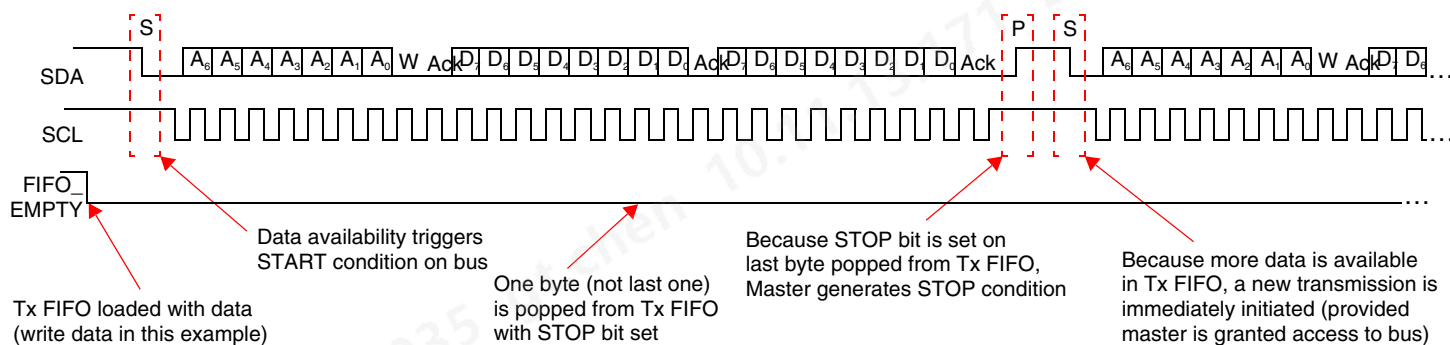 S P S
SDA A₆ A₅ A₄ A₃ A₂ A₁ A₀ W Ack D₇ D₆ D₅ D₄ D₃ D₂ D₁ D₀ Ack D₇ D₆ D₅ D₄ D₃ D₂ D₁ D₀ Ack A₆ A₅ A₄ A₃ A₂ A₁ A₀ W Ack D₇ D₆ ...
SCL ...
FIFO_
EMPTY ...
Data availability triggers
START condition on bus
Tx FIFO loaded with data
(write data in this example)
One byte (not last one)
is popped from Tx FIFO
with STOP bit set
Because STOP bit is set on
last byte popped from Tx FIFO,
Master generates STOP condition
Because more data is available
in Tx FIFO, a new transmission is
immediately initiated (provided
master is granted access to bus)